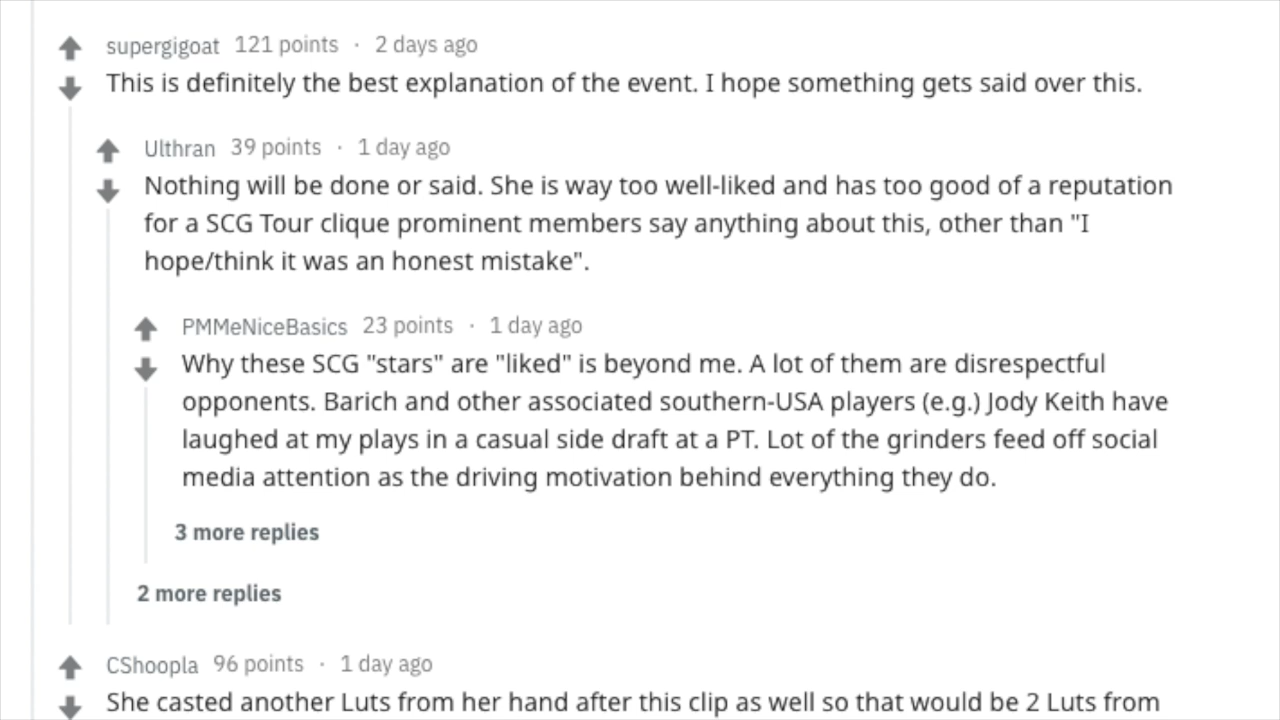 supergigoat 121 points · 2 days ago
This is definitely the best explanation of the event. I hope something gets said over this.
Ulthran 39 points · 1 day ago
Nothing will be done or said. She is way too well-liked and has too good of a reputation
for a SCG Tour clique prominent members say anything about this, other than "I
hope/think it was an honest mistake".
PMMeNiceBasics 23 points · 1 day ago
Why these SCG "stars" are "liked" is beyond me. A lot of them are disrespectful
opponents. Barich and other associated southern-USA players (e.g.) Jody Keith have
laughed at my plays in a casual side draft at a PT. Lot of the grinders feed off social
media attention as the driving motivation behind everything they do.
3 more replies
2 more replies
CShoopla 96 points · 1 day ago
She casted another Luts from her hand after this clip as well so that would be 2 Luts from